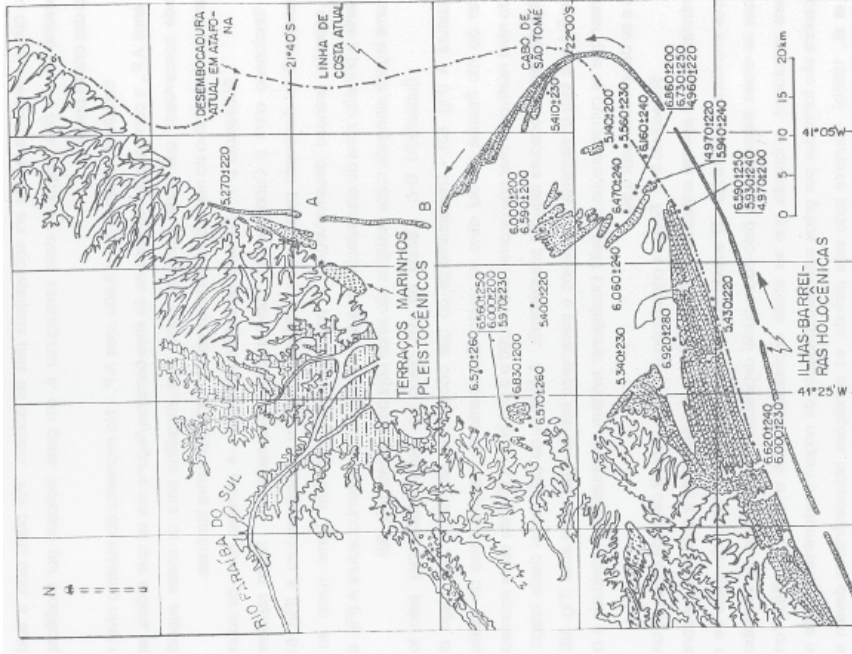 N
RIO PARAÍBA DO SUL
DESEMBOCADURA
ATUAL EM ATAFO-
NA
21°40'S
LINHA DE
COSTA ATUAL
CABO DE
SÃO TOMÉ
22°00'S
5.270±220
A
B
TERRAÇOS MARINHOS
PLEISTOCÊNICOS
5.410±230
6.000±200
6.590±200
6.570±260
6.560±250
6.000±200
5.970±230
6.830±200
6.570±260
5.400±220
5.140±200
5.560±230
6.160±240
6.470±240
6.060±240
6.860±200
6.730±250
4.960±220
4.970±220
5.940±240
6.590±250
5.930±240
4.970±200
5.340±230
6.920±280
5.430±220
6.620±240
6.000±230
ILHAS-BARREI-
RAS HOLOCÊNICAS
41°25'W
41°05'W
0 5 10 15 20km